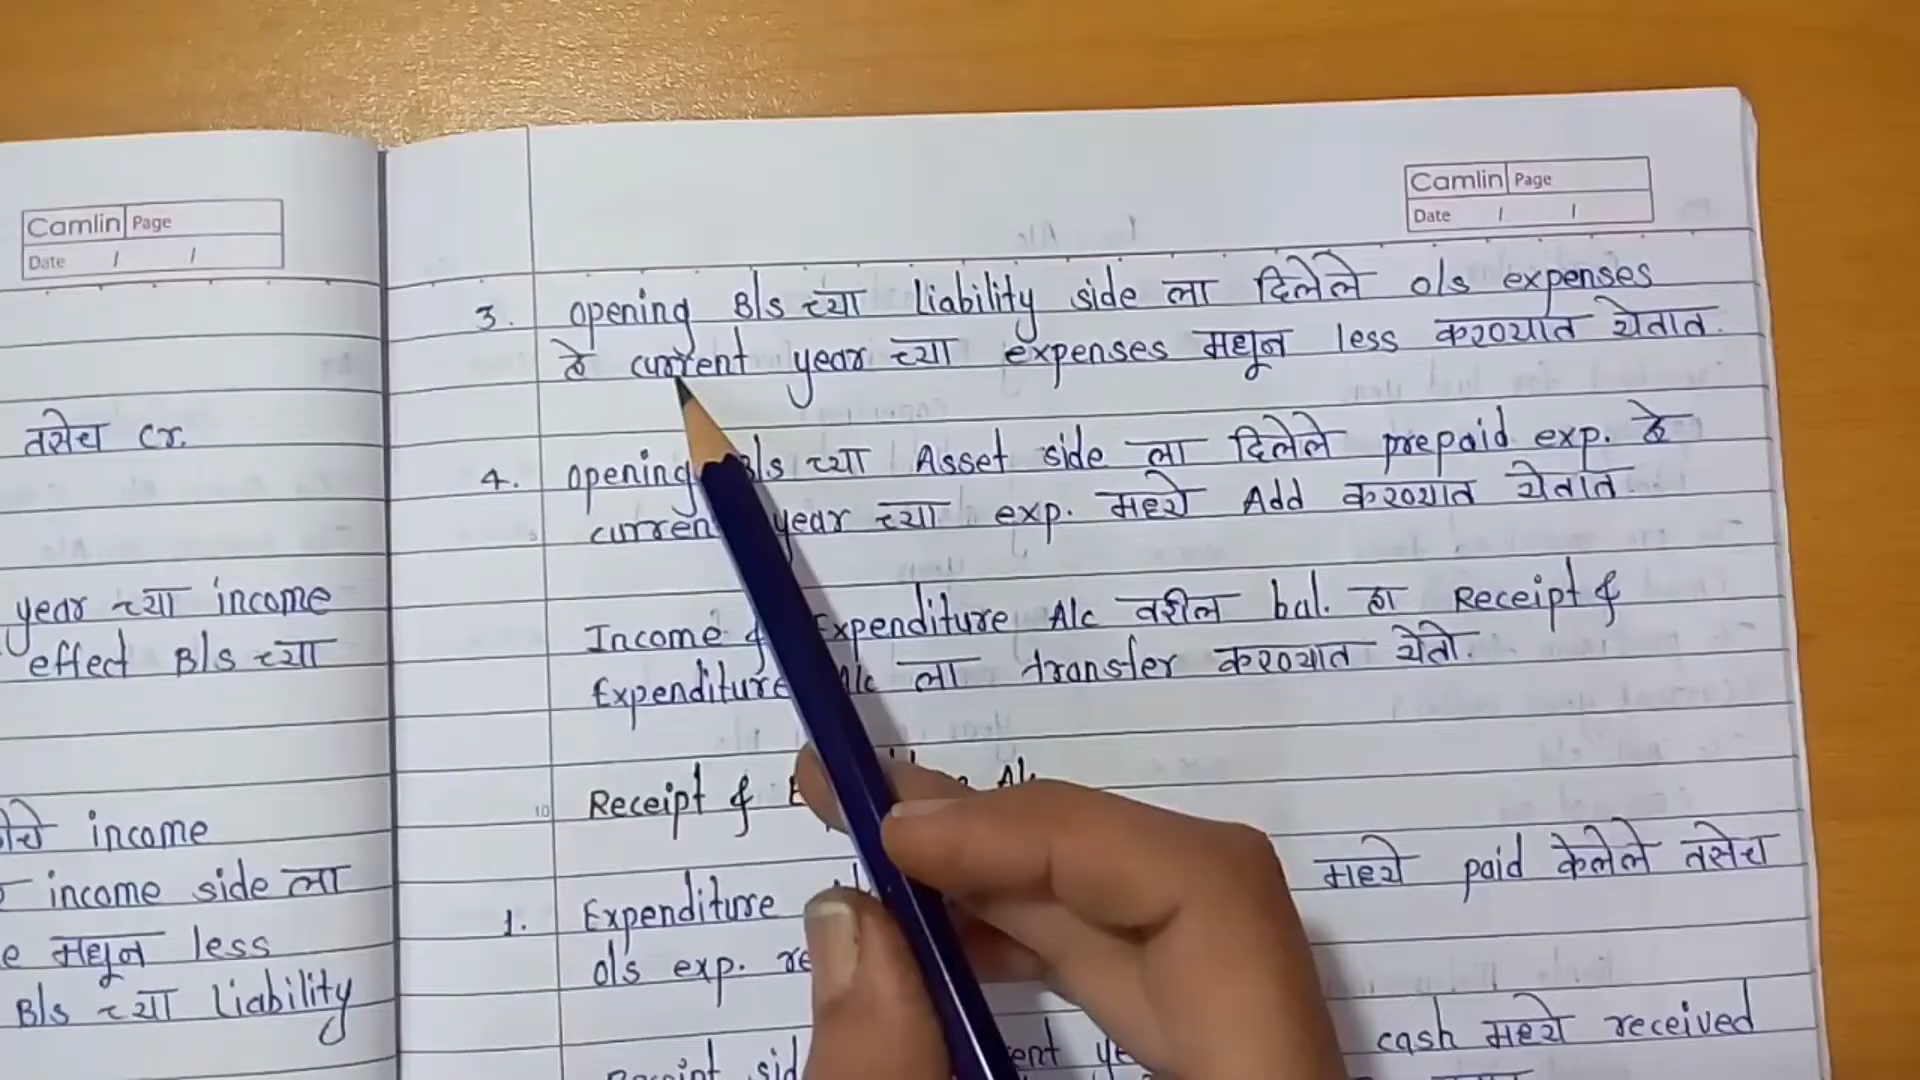 Camlin Page
Date / /
तसेच Cr.
year च्या income
effect B/s च्या
income
income side ला
मधून less
B/s च्या liability
Camlin Page
Date / /
3. opening B/s च्या liability side ला दिलेले o/s expenses
हे current year च्या expenses मधून less करण्यात येतात.
4. opening B/s च्या Asset side ला दिलेले prepaid exp. हे
current year च्या exp. मध्ये Add करण्यात येतात.
Income & Expenditure A/c वरील bal. हा Receipt &
Expenditure A/c ला transfer करण्यात येतो.
10
Receipt &
1. Expenditure मध्ये paid केलेले तसेच
o/s exp.
cash मध्ये received